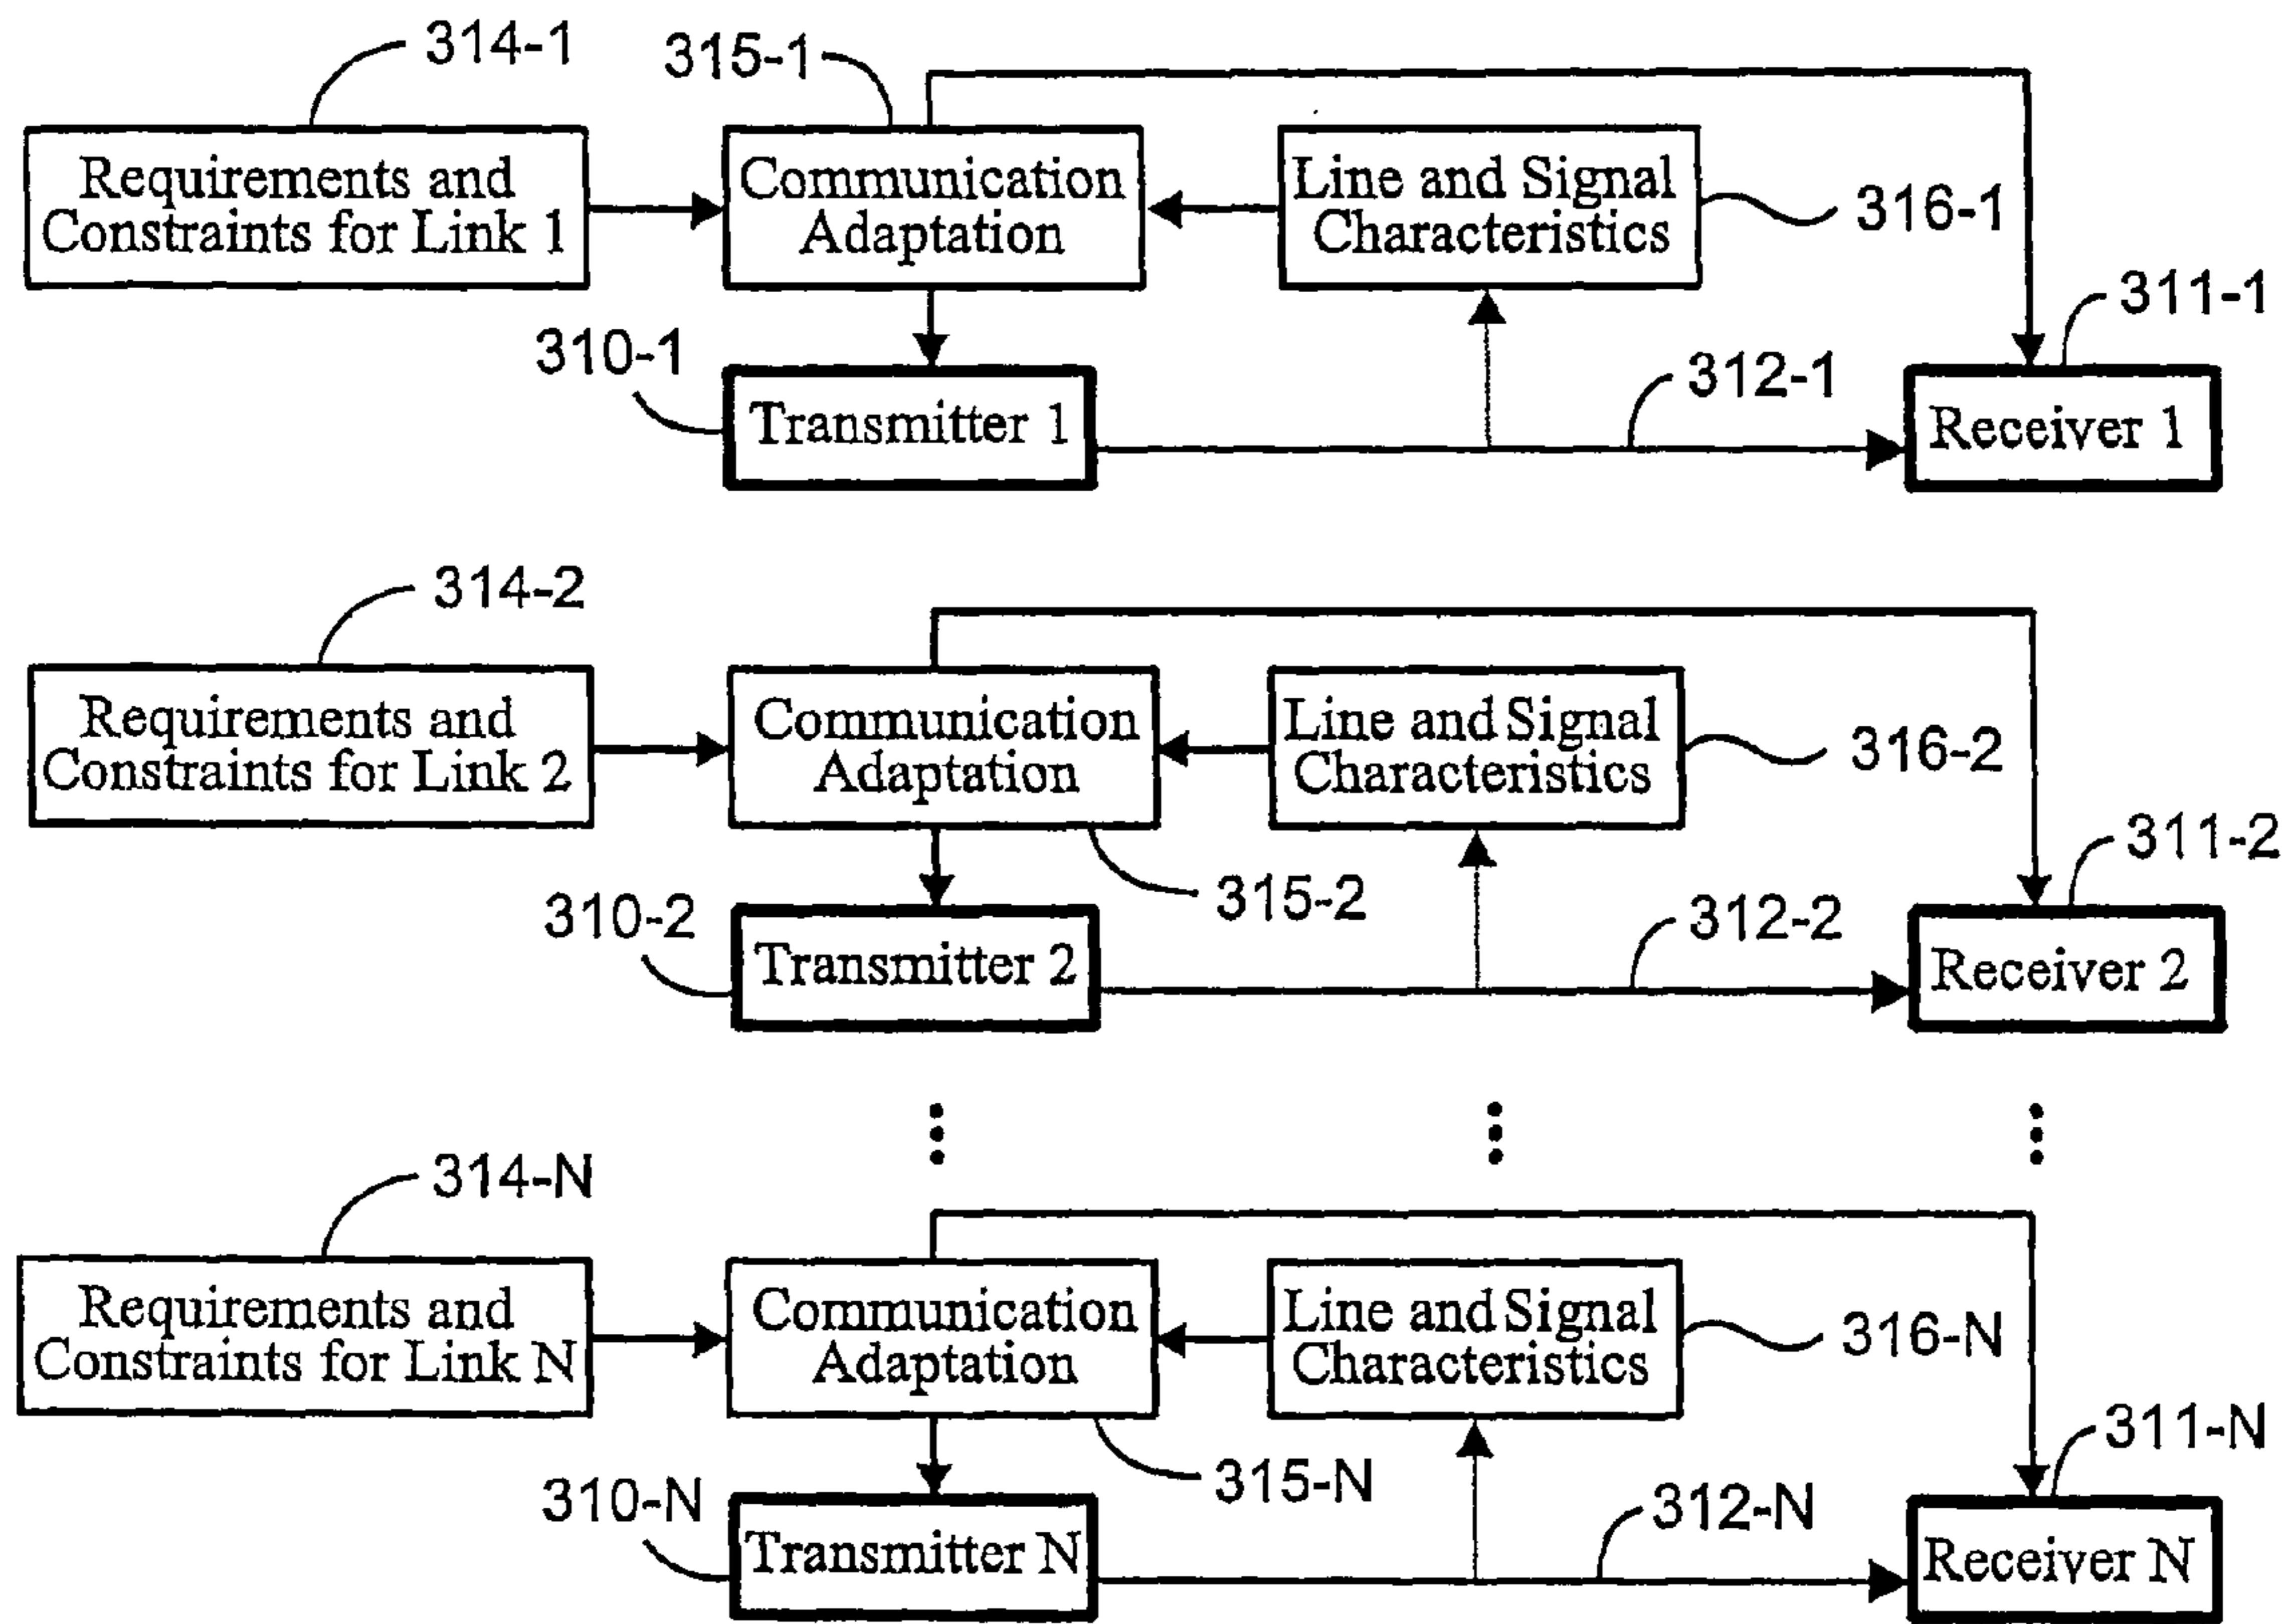 314-1
315-1
Requirements and
Constraints for Link 1
Communication
Adaptation
Line and Signal
Characteristics
316-1
311-1
310-1
312-1
Transmitter 1
Receiver 1
314-2
Requirements and
Constraints for Link 2
Communication
Adaptation
Line and Signal
Characteristics
316-2
311-2
315-2
310-2
312-2
Transmitter 2
Receiver 2
314-N
Requirements and
Constraints for Link N
Communication
Adaptation
Line and Signal
Characteristics
316-N
311-N
315-N
310-N
312-N
Transmitter N
Receiver N